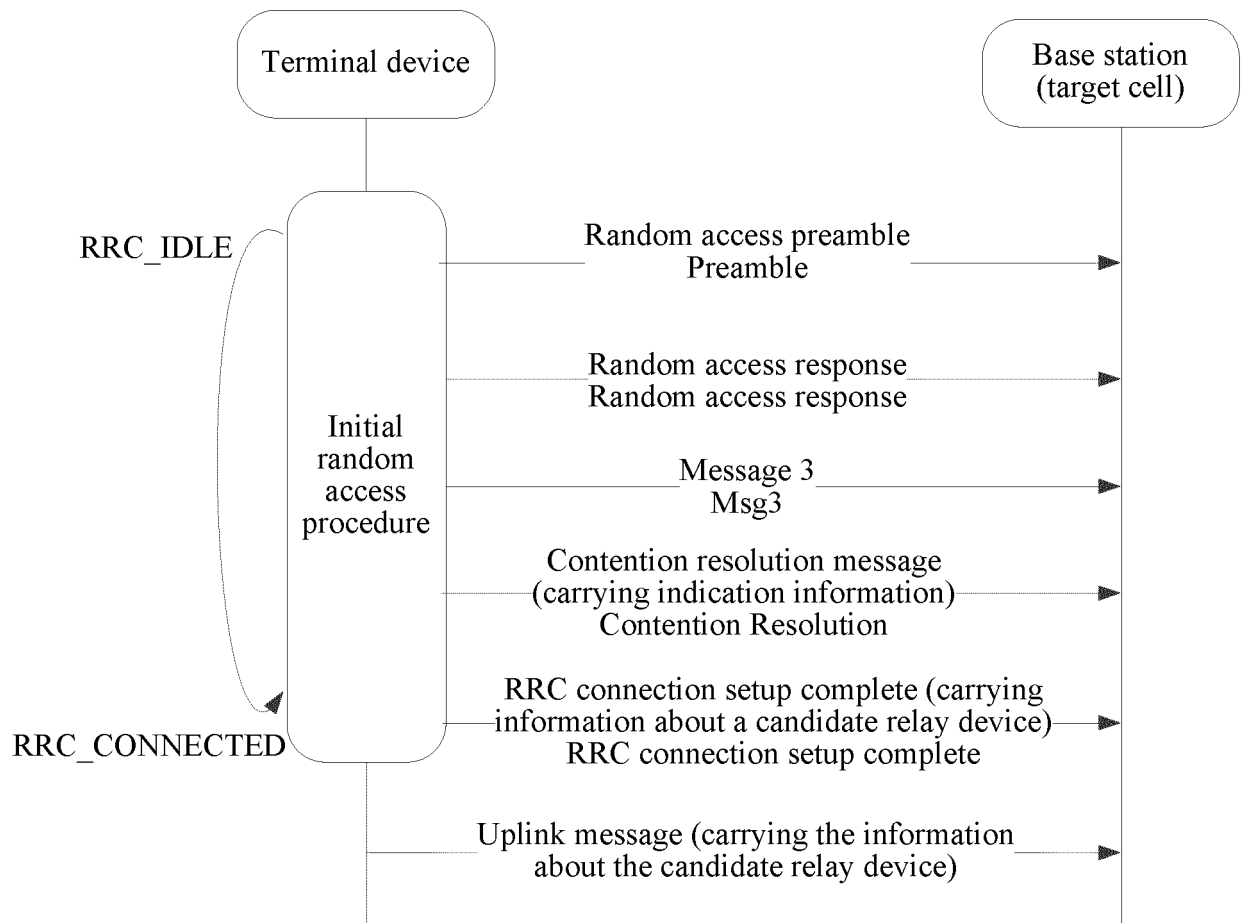 Terminal device
Base station
(target cell)
RRC_IDLE
Random access preamble
Preamble
Random access response
Random access response
Initial
random
access
procedure
Message 3
Msg3
Contention resolution message
(carrying indication information)
Contention Resolution
RRC connection setup complete (carrying
information about a candidate relay device)
RRC connection setup complete
RRC_CONNECTED
Uplink message (carrying the information
about the candidate relay device)